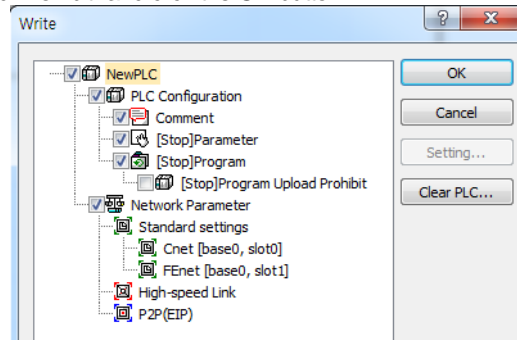 Write
NewPLC
OK
PLC Configuration
Comment
Cancel
[Stop]Parameter
[Stop]Program
Setting...
[Stop]Program Upload Prohibit
Clear PLC...
Network Parameter
Standard settings
Cnet [base0, slot0]
FEnet [base0, slot1]
High-speed Link
P2P(EIP)